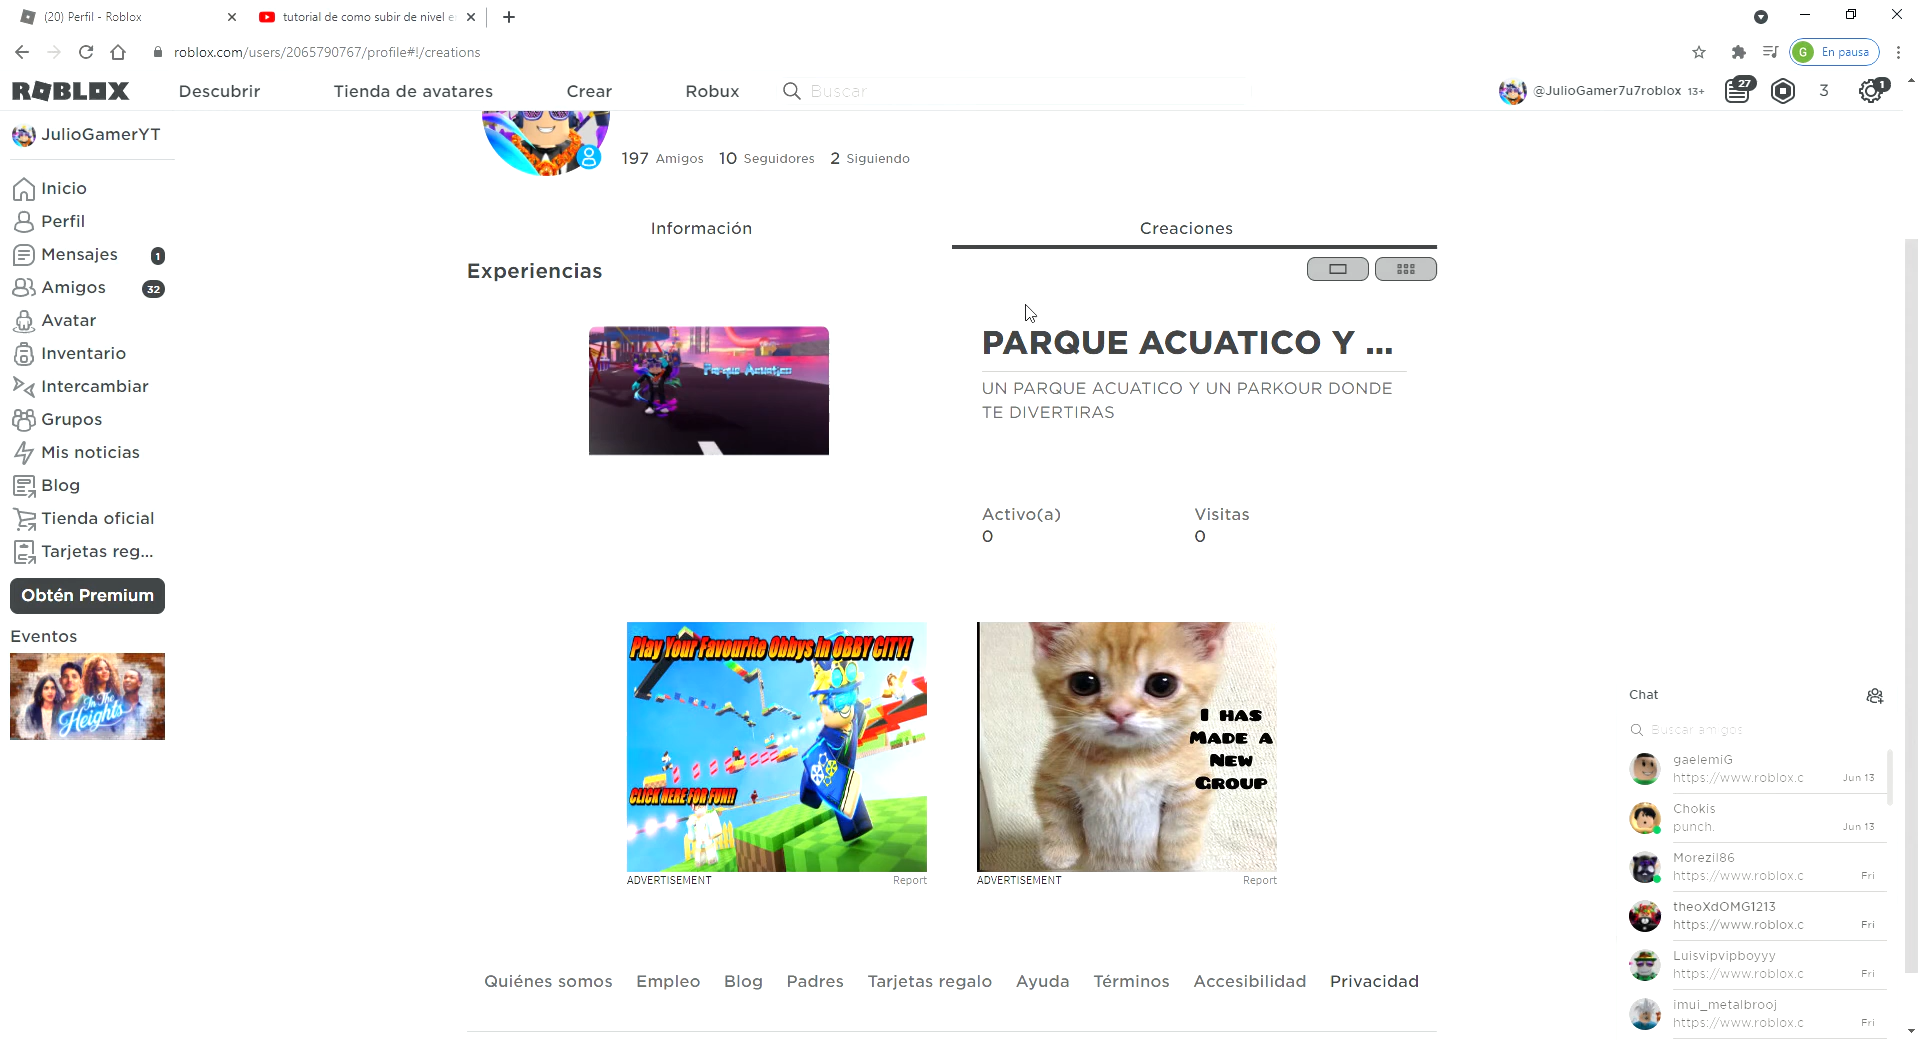 (20) Perfil - Roblox
tutorial de como subir de nivel e
roblox.com/users/2065790767/profile#!/creations
G En pausa
ROBLOX
Descubrir
Tienda de avatares
Crear
Robux
Buscar
@JulioGamer7u7roblox 13+
27
3
1
JulioGamerYT
197 Amigos 10 Seguidores 2 Siguiendo
Inicio
Perfil
Mensajes 1
Amigos 32
Avatar
Inventario
Intercambiar
Grupos
Mis noticias
Blog
Tienda oficial
Tarjetas reg...
Obtén Premium
Eventos
In The
Heights
Información
Creaciones
Experiencias
Parque Acuatico
PARQUE ACUATICO Y ...
UN PARQUE ACUATICO Y UN PARKOUR DONDE
TE DIVERTIRAS
Activo(a)
0
Visitas
0
Play Your Favourite Obbys in OBBY CITY!
CLICK HERE FOR FUN!!
ADVERTISEMENT
Report
I has
Made a
New
Group
ADVERTISEMENT
Report
Chat
Buscar amigos
gaelemiG
https://www.roblox.c Jun 13
Chokis
punch. Jun 13
Morezil86
https://www.roblox.c Fri
theoXdOMG1213
https://www.roblox.c Fri
Luisvipvipboyyy
https://www.roblox.c Fri
imui_metalbrooj
https://www.roblox.c Fri
Quiénes somos
Empleo
Blog
Padres
Tarjetas regalo
Ayuda
Términos
Accesibilidad
Privacidad